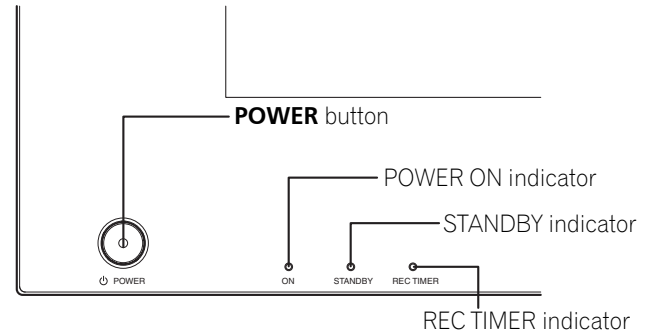 POWER button
POWER ON indicator
STANDBY indicator
⏻ POWER
ON
STANDBY
REC TIMER
REC TIMER indicator